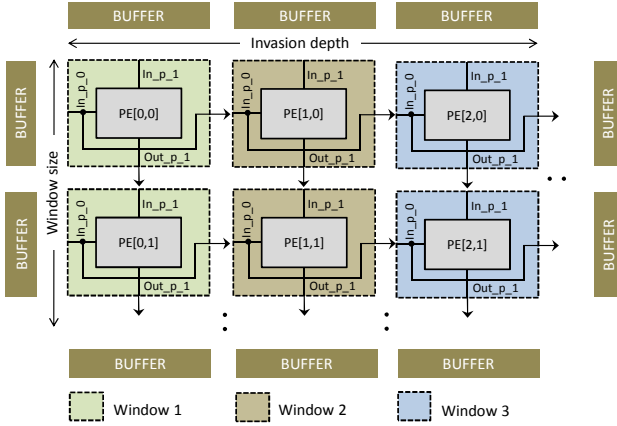 BUFFER BUFFER BUFFER
Invasion depth
BUFFER In_p_0 In_p_1 In_p_0 In_p_1 In_p_0 In_p_1 BUFFER
PE[0,0] PE[1,0] PE[2,0]
Out_p_1 Out_p_1 Out_p_1
Window size
BUFFER In_p_0 In_p_1 In_p_0 In_p_1 In_p_0 In_p_1 BUFFER
PE[0,1] PE[1,1] PE[2,1]
Out_p_1 Out_p_1 Out_p_1
BUFFER BUFFER BUFFER
Window 1 Window 2 Window 3